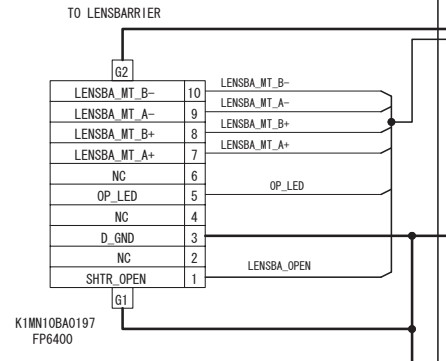 TO LENSBARRIER
G2
LENSBA_MT_B- 10 LENSBA_MT_B-
LENSBA_MT_A- 9 LENSBA_MT_A-
LENSBA_MT_B+ 8 LENSBA_MT_B+
LENSBA_MT_A+ 7 LENSBA_MT_A+
NC 6
OP_LED 5 OP_LED
NC 4
D_GND 3
NC 2
SHTR_OPEN 1 LENSBA_OPEN
G1
K1MN10BA0197
FP6400